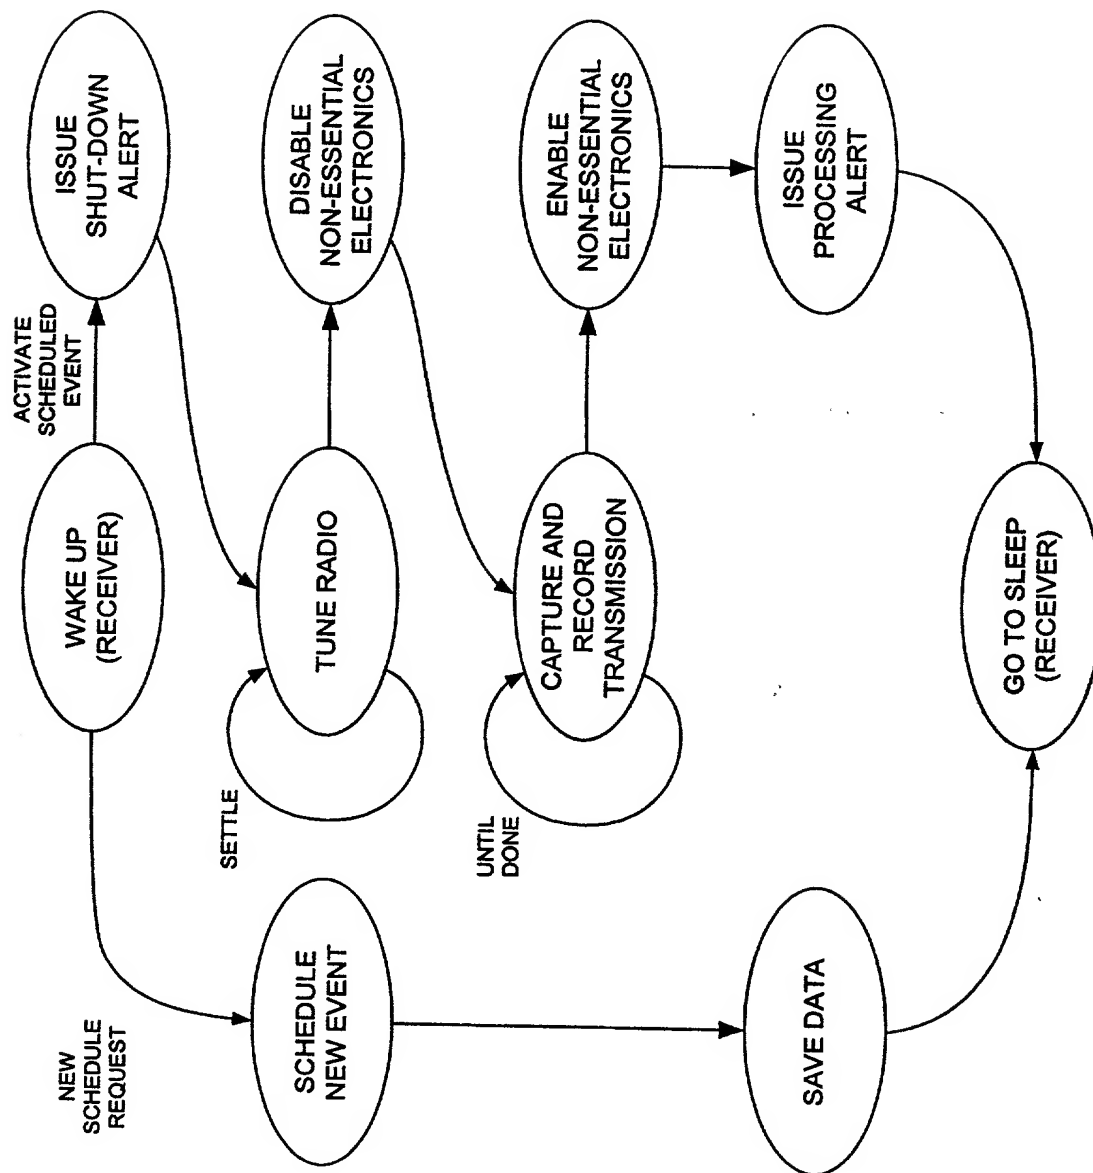 NEW
SCHEDULE
REQUEST
WAKE UP
(RECEIVER)
ACTIVATE
SCHEDULED
EVENT
ISSUE
SHUT-DOWN
ALERT
SCHEDULE
NEW EVENT
SETTLE
TUNE RADIO
DISABLE
NON-ESSENTIAL
ELECTRONICS
UNTIL
DONE
CAPTURE AND
RECORD
TRANSMISSION
ENABLE
NON-ESSENTIAL
ELECTRONICS
SAVE DATA
ISSUE
PROCESSING
ALERT
GO TO SLEEP
(RECEIVER)